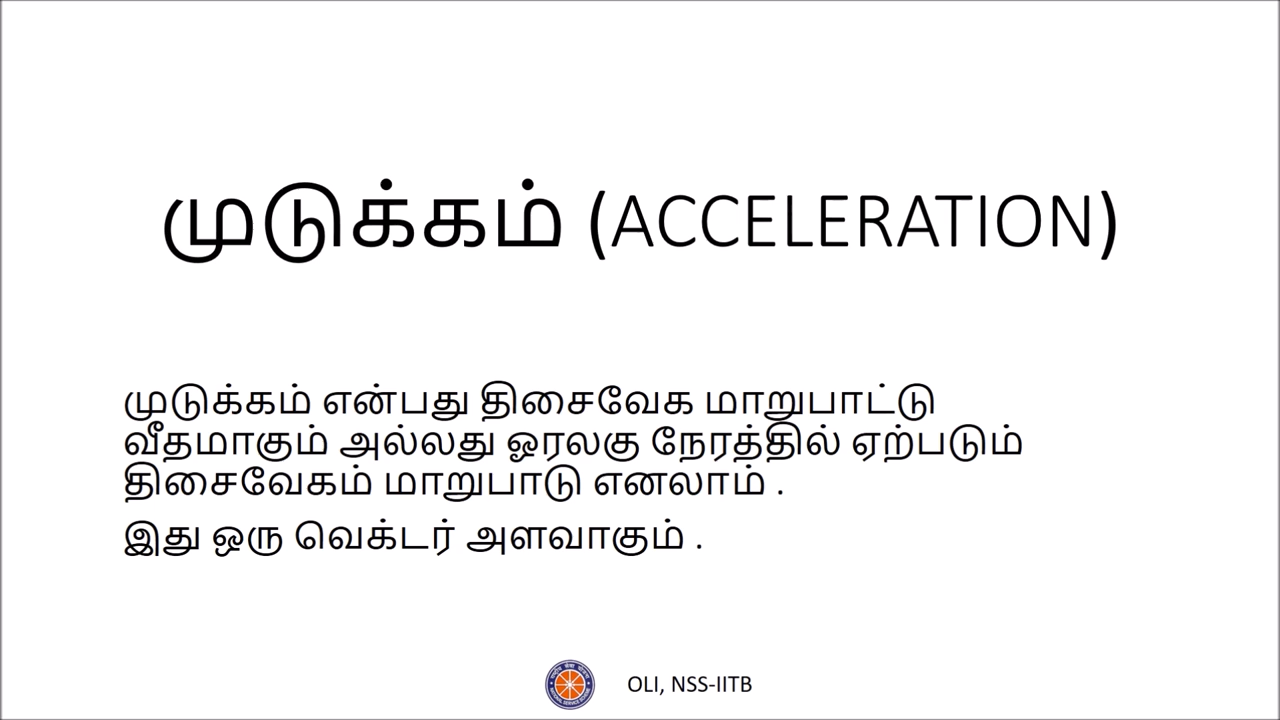 முடுக்கம் (ACCELERATION)
முடுக்கம் என்பது திசைவேக மாறுபாட்டு
வீதமாகும் அல்லது ஓரலகு நேரத்தில் ஏற்படும்
திசைவேகம் மாறுபாடு எனலாம் .
இது ஒரு வெக்டர் அளவாகும் .
OLI, NSS-IITB